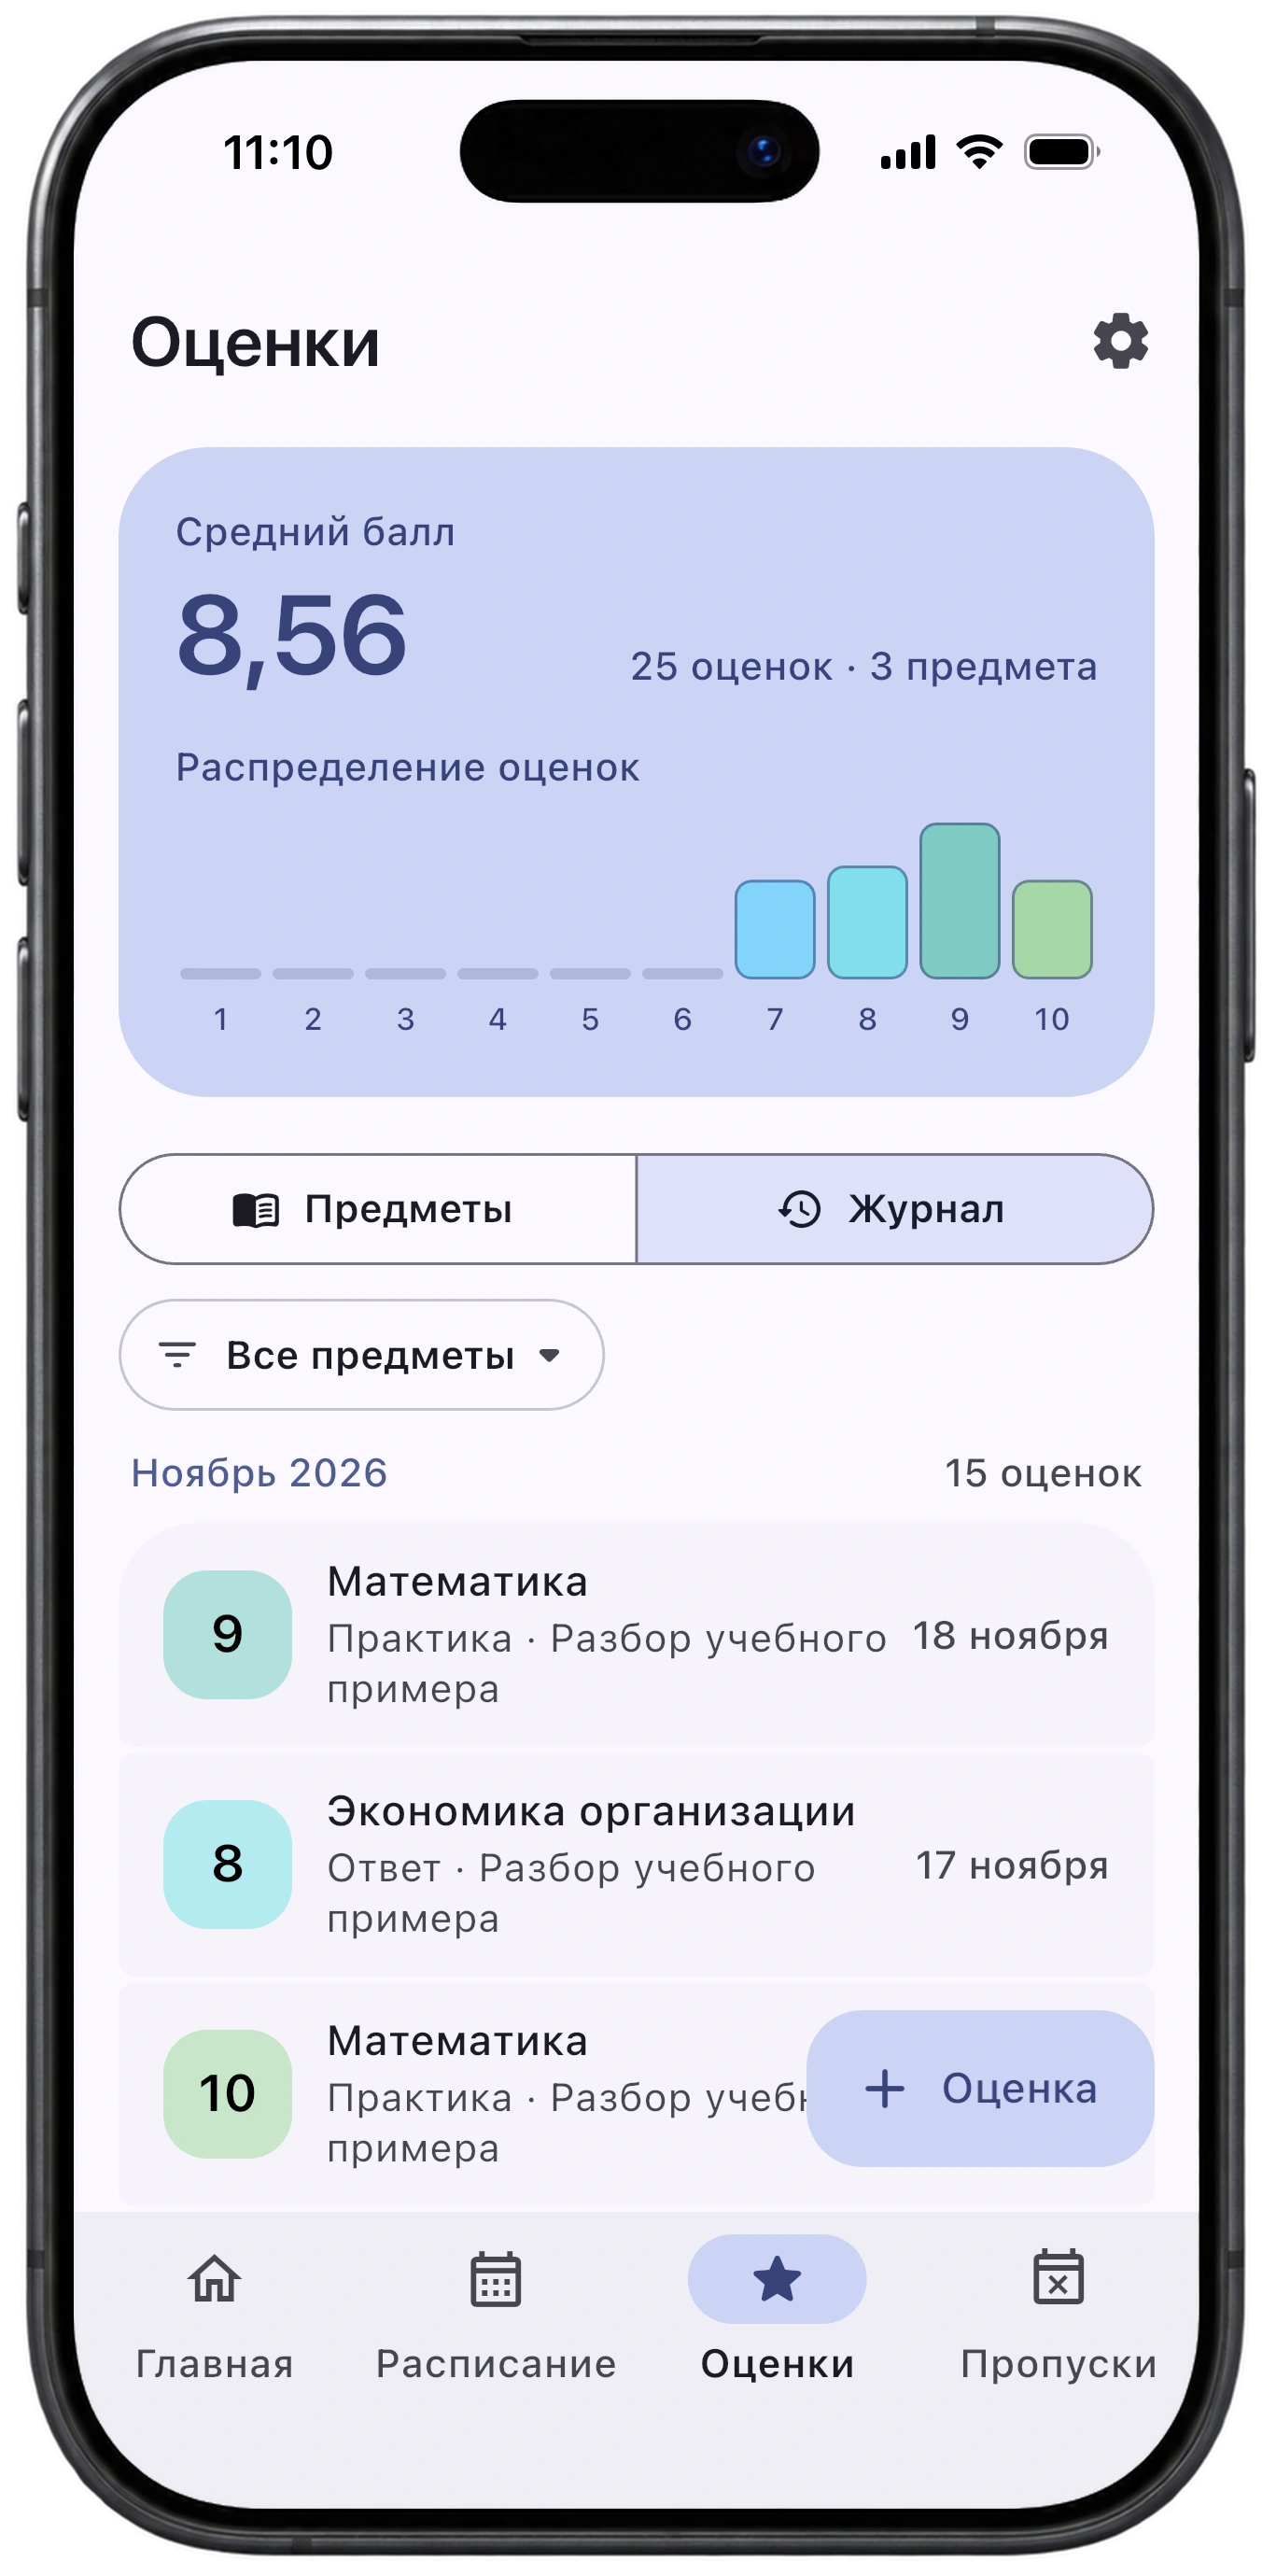 11:10
Оценки
Средний балл
8,56
25 оценок · 3 предмета
Распределение оценок
1 2 3 4 5 6 7 8 9 10
Предметы
Журнал
Все предметы
Ноябрь 2026
15 оценок
9
Математика
Практика · Разбор учебного
примера
18 ноября
8
Экономика организации
Ответ · Разбор учебного
примера
17 ноября
10
Математика
Практика · Разбор
примера
+ Оценка
Главная
Расписание
Оценки
Пропуски